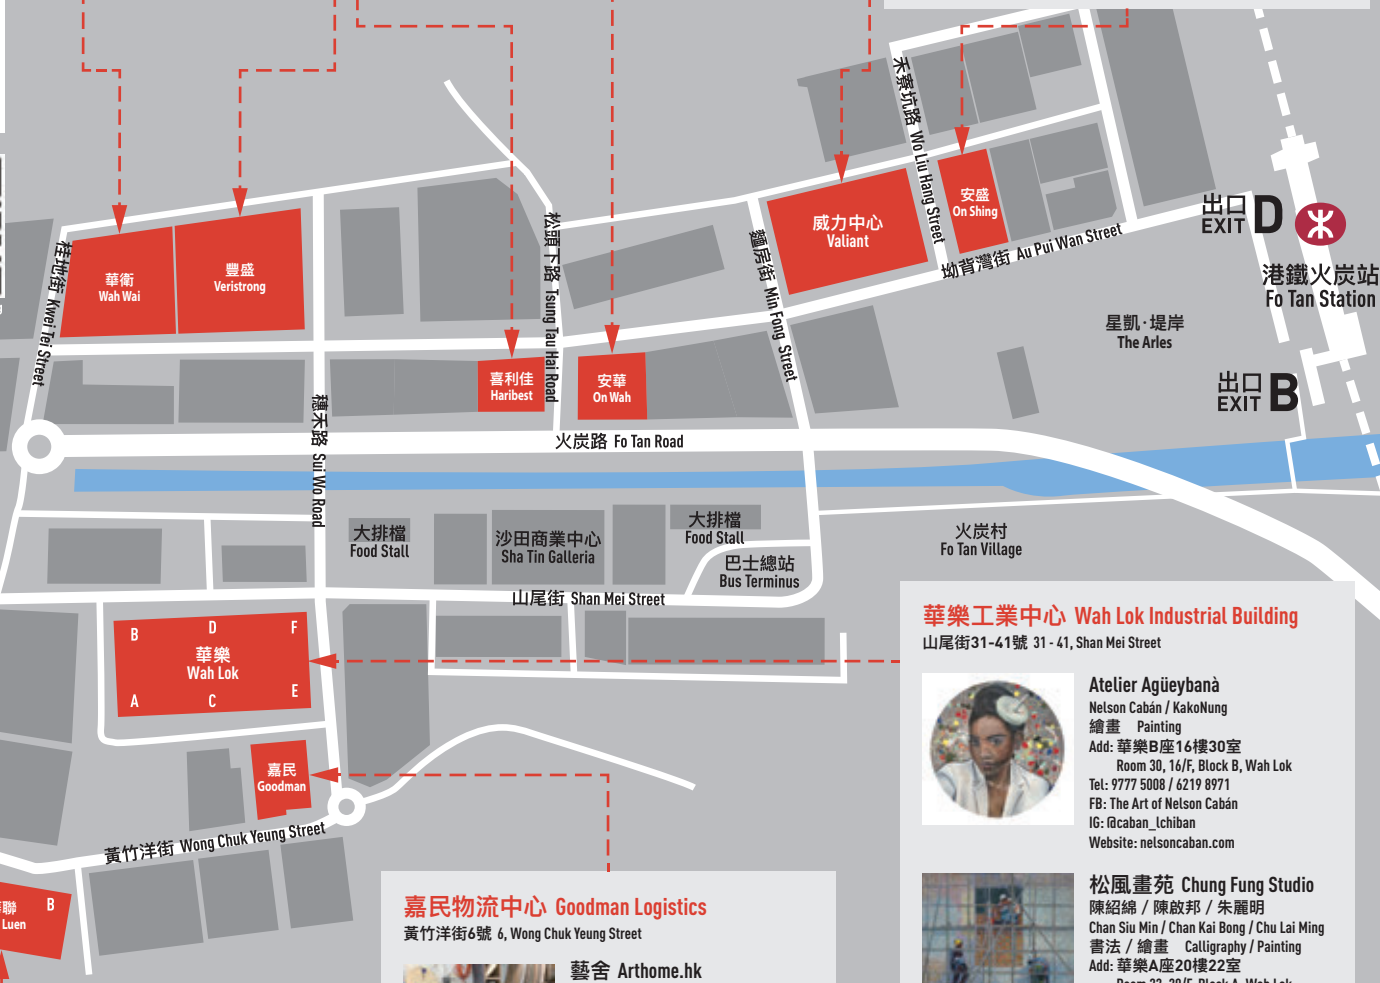 禾寮坑路 Wo Liu Hang Street
出口
EXIT D
港鐵火炭站
Fo Tan Station
出口
EXIT B
安盛
On Shing
威力中心
Valiant
坳背灣街 Au Pui Wan Street
麵房街 Min Fong Street
松頭下路 Tsung Tau Hai Road
桂地街 Kwei Tei Street
華衛
Wah Wai
豐盛
Veristrong
星凱·堤岸
The Arles
喜利佳
Haribest
安華
On Wah
穗禾路 Sui Wo Road
火炭路 Fo Tan Road
大排檔
Food Stall
沙田商業中心
Sha Tin Galleria
大排檔
Food Stall
巴士總站
Bus Terminus
火炭村
Fo Tan Village
山尾街 Shan Mei Street
B D F
華樂
Wah Lok
A C E
嘉民
Goodman
黃竹洋街 Wong Chuk Yeung Street
聯 B
Luen
華樂工業中心 Wah Lok Industrial Building
山尾街31-41號 31 - 41, Shan Mei Street
Atelier Agüeybanà
Nelson Cabán / KakoNung
繪畫 Painting
Add: 華樂B座16樓30室
Room 30, 16/F, Block B, Wah Lok
Tel: 9777 5008 / 6219 8971
FB: The Art of Nelson Cabán
IG: @caban_lchiban
Website: nelsoncaban.com
松風畫苑 Chung Fung Studio
陳紹綿 / 陳啟邦 / 朱麗明
Chan Siu Min / Chan Kai Bong / Chu Lai Ming
書法 / 繪畫 Calligraphy / Painting
Add: 華樂A座20樓22室
嘉民物流中心 Goodman Logistics
黃竹洋街6號 6, Wong Chuk Yeung Street
藝舍 Arthome.hk